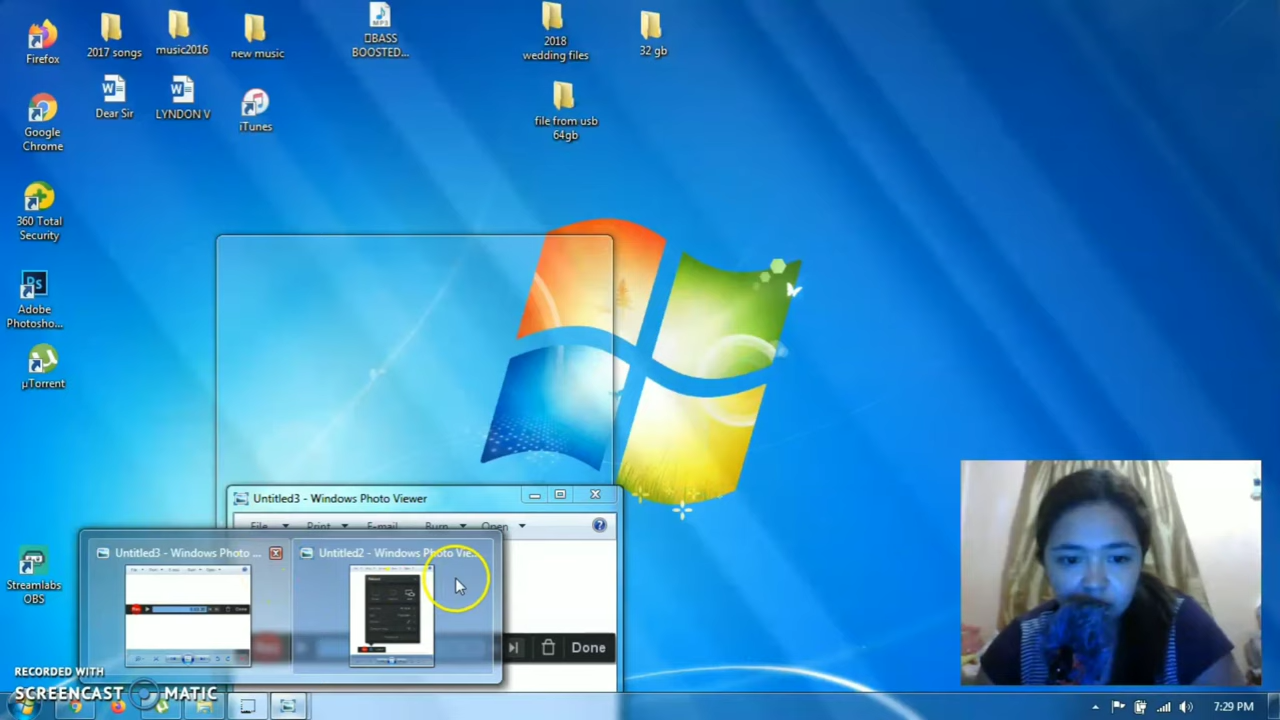 Firefox
2017 songs
music2016
new music
BASS
BOOSTED...
2018
wedding files
32 gb
Google
Chrome
Dear Sir
LYNDON V
iTunes
file from usb
64gb
360 Total
Security
Ps
Adobe
Photosho...
µTorrent
Streamlabs
OBS
Untitled3 - Windows Photo Viewer
File
Print
E-mail
Burn
Open
Untitled3 - Windows Photo ...
Untitled2 - Windows Photo Vie...
Done
RECORDED WITH
SCREENCAST MATIC
7:29 PM